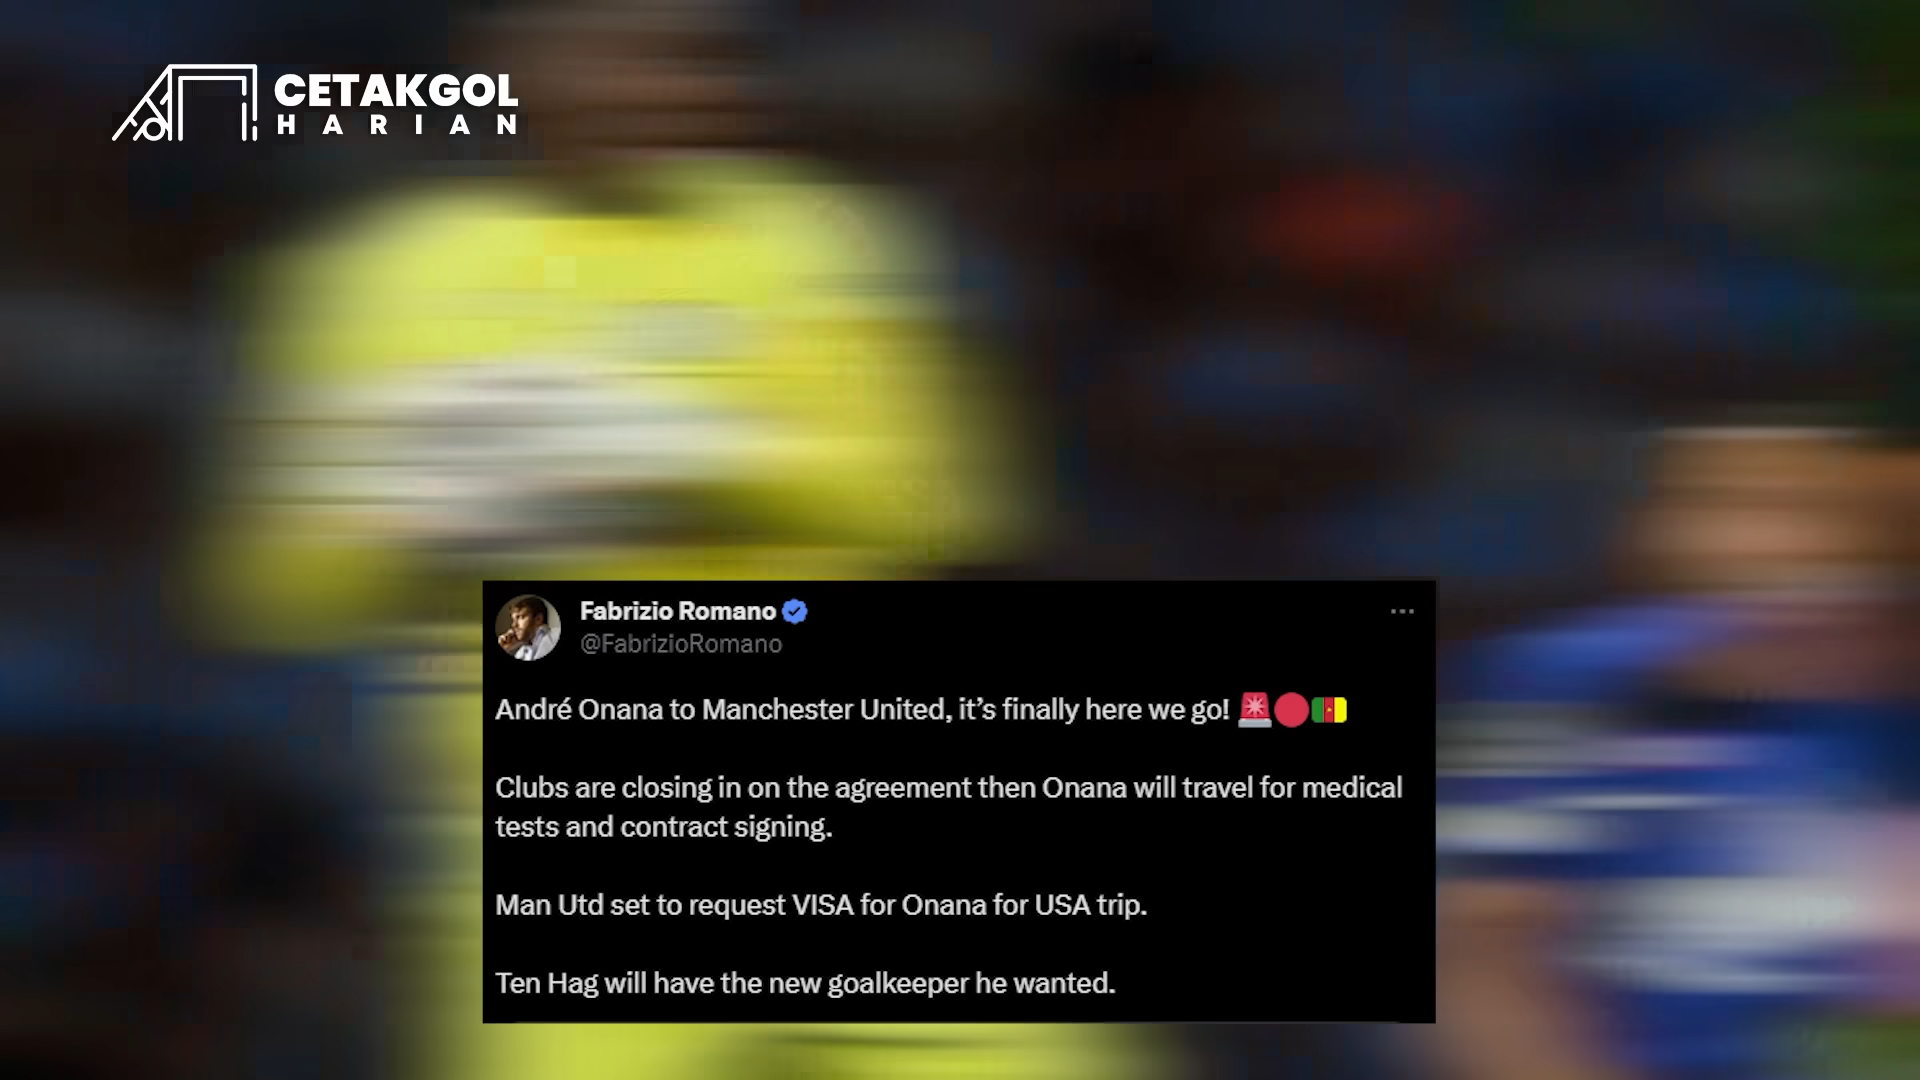 CETAKGOL
HARIAN
Fabrizio Romano
@FabrizioRomano
André Onana to Manchester United, it’s finally here we go! 🚨🔴🇨🇲
Clubs are closing in on the agreement then Onana will travel for medical
tests and contract signing.
Man Utd set to request VISA for Onana for USA trip.
Ten Hag will have the new goalkeeper he wanted.